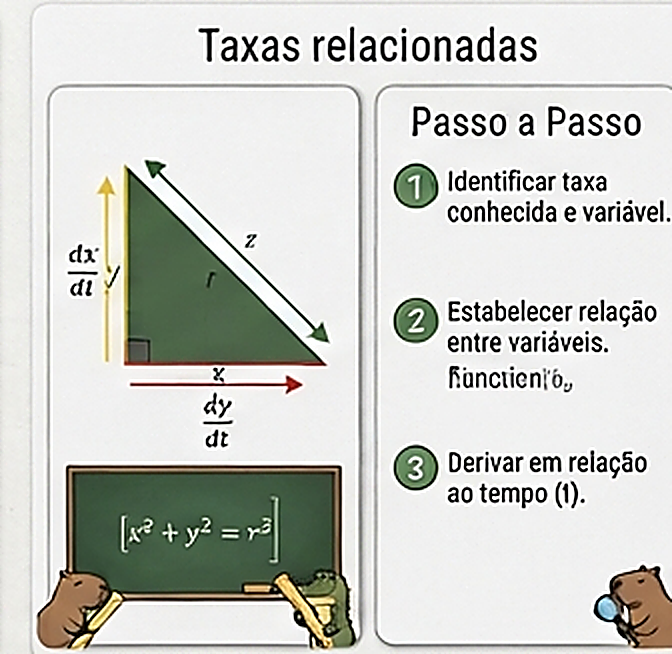 Taxas relacionadas
dx
dt
z
r
x
dy
dt
[x² + y² = r³]
Passo a Passo
1 Identificar taxa
conhecida e variável.
2 Estabelecer relação
entre variáveis.
3 Derivar em relação
ao tempo (1).